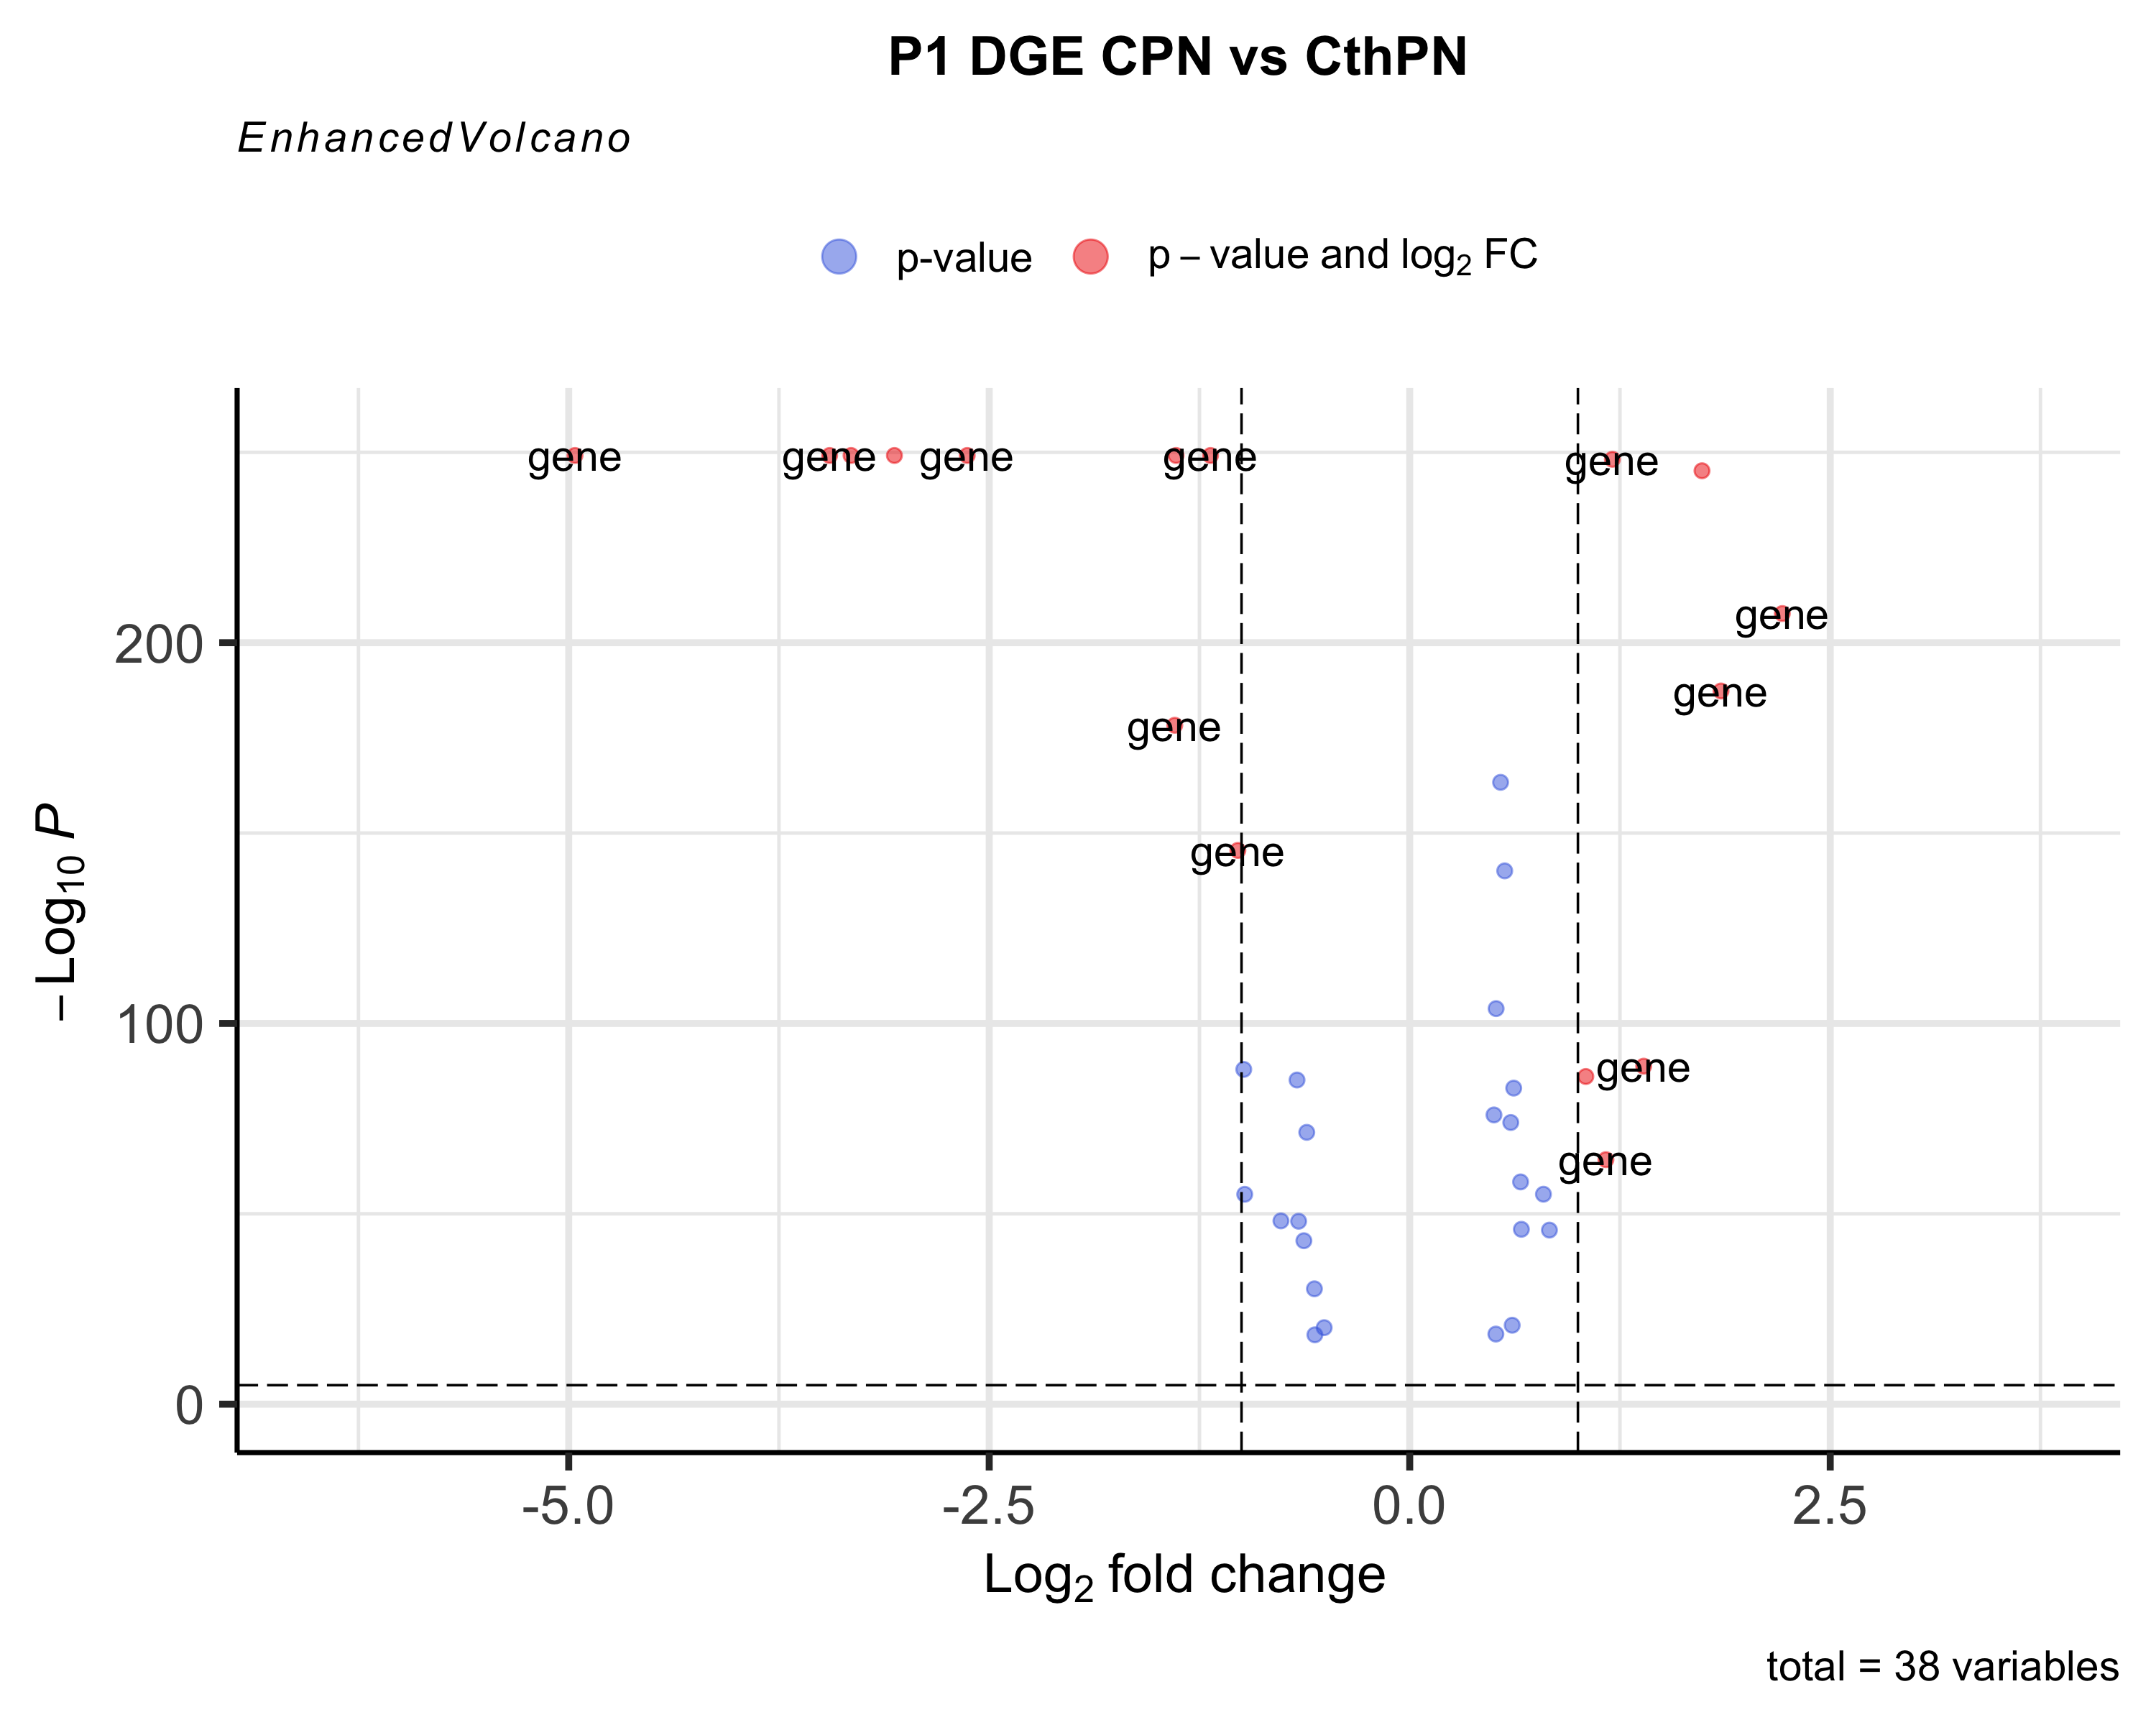 P1 DGE CPN vs CthPN
EnhancedVolcano
p-value
p – value and log₂ FC
gene gene gene gene gene
gene
gene
gene
gene
gene
gene
200
100
0
– Log₁₀ P
-5.0 -2.5 0.0 2.5
Log₂ fold change
total = 38 variables